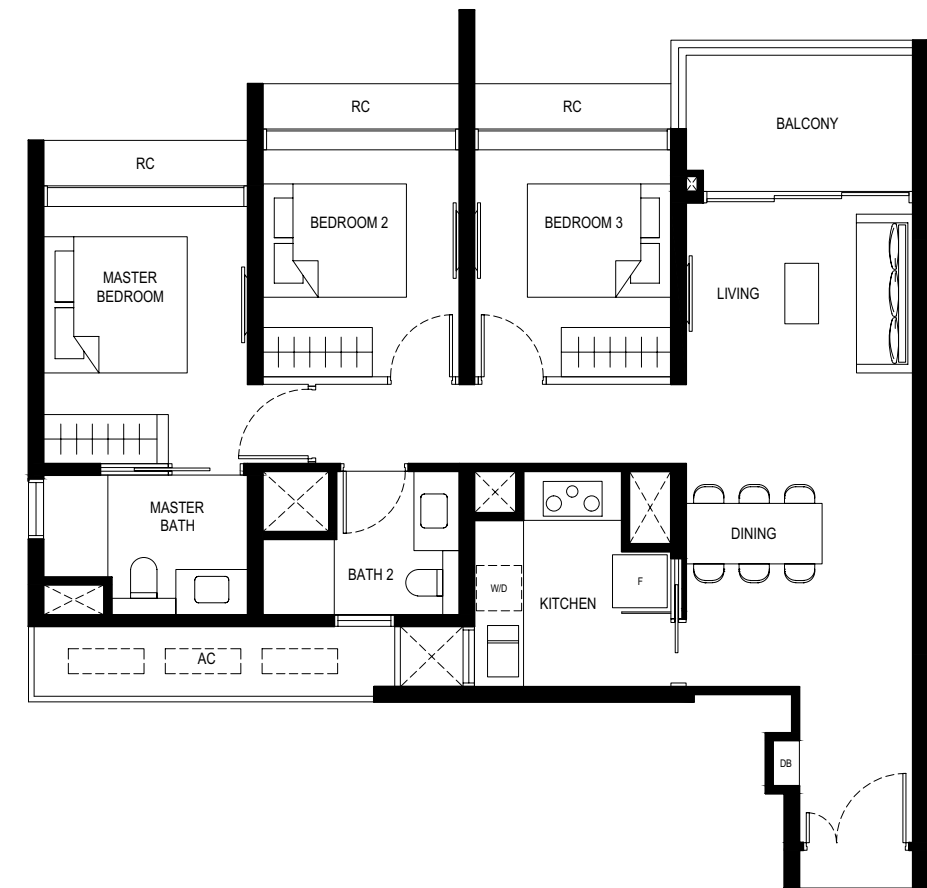 RC
RC
BALCONY
RC
BEDROOM 2
BEDROOM 3
MASTER
BEDROOM
LIVING
MASTER
BATH
DINING
BATH 2
W/D
F
KITCHEN
AC
DB